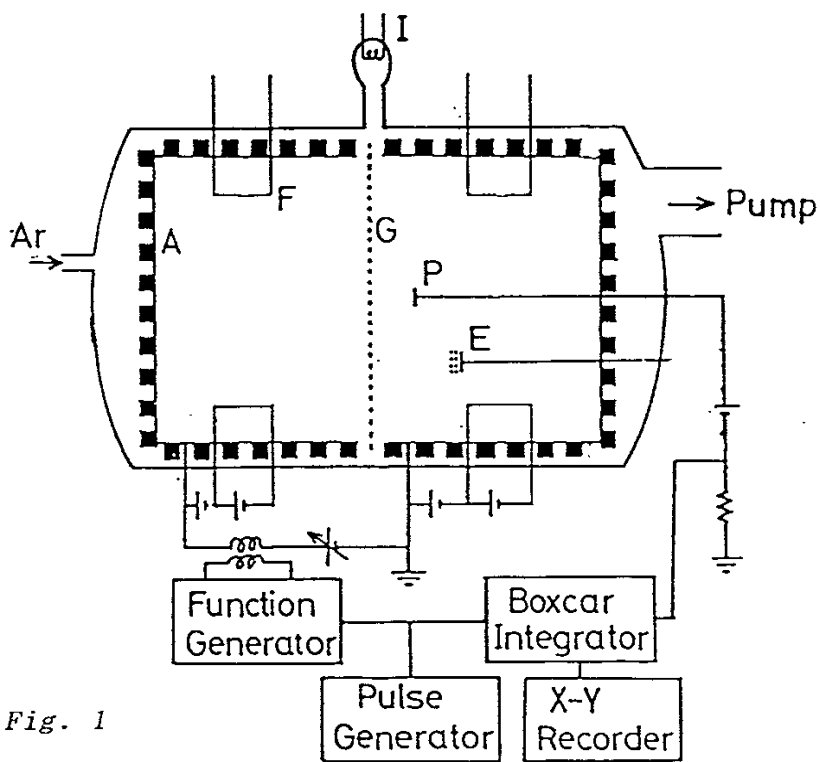 I
Ar
A
F
G
P
E
Pump
Function
Generator
Boxcar
Integrator
Pulse
Generator
X-Y
Recorder
Fig. 1